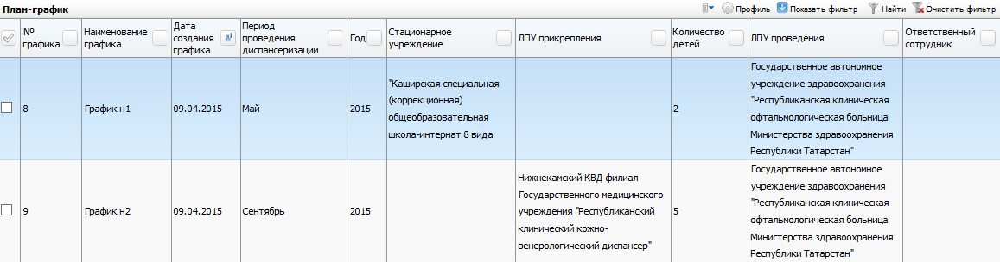 План-график
Профиль Показать фильтр Найти Очистить фильтр
№
графика
Наименование
графика
Дата
создания
графика
Период
проведения
диспансеризации
Год
Стационарное
учреждение
ЛПУ прикрепления
Количество
детей
ЛПУ проведения
Ответственный
сотрудник
8
График н1
09.04.2015
Май
2015
"Каширская специальная
(коррекционная)
общеобразовательная
школа-интернат 8 вида
2
Государственное автономное
учреждение здравоохранения
"Республиканская клиническая
офтальмологическая больница
Министерства здравоохранения
Республики Татарстан"
9
График н2
09.04.2015
Сентябрь
2015
Нижнекамский КВД филиал
Государственного медицинского
учреждения "Республиканский
клинический кожно-
венерологический диспансер"
5
Государственное автономное
учреждение здравоохранения
"Республиканская клиническая
офтальмологическая больница
Министерства здравоохранения
Республики Татарстан"